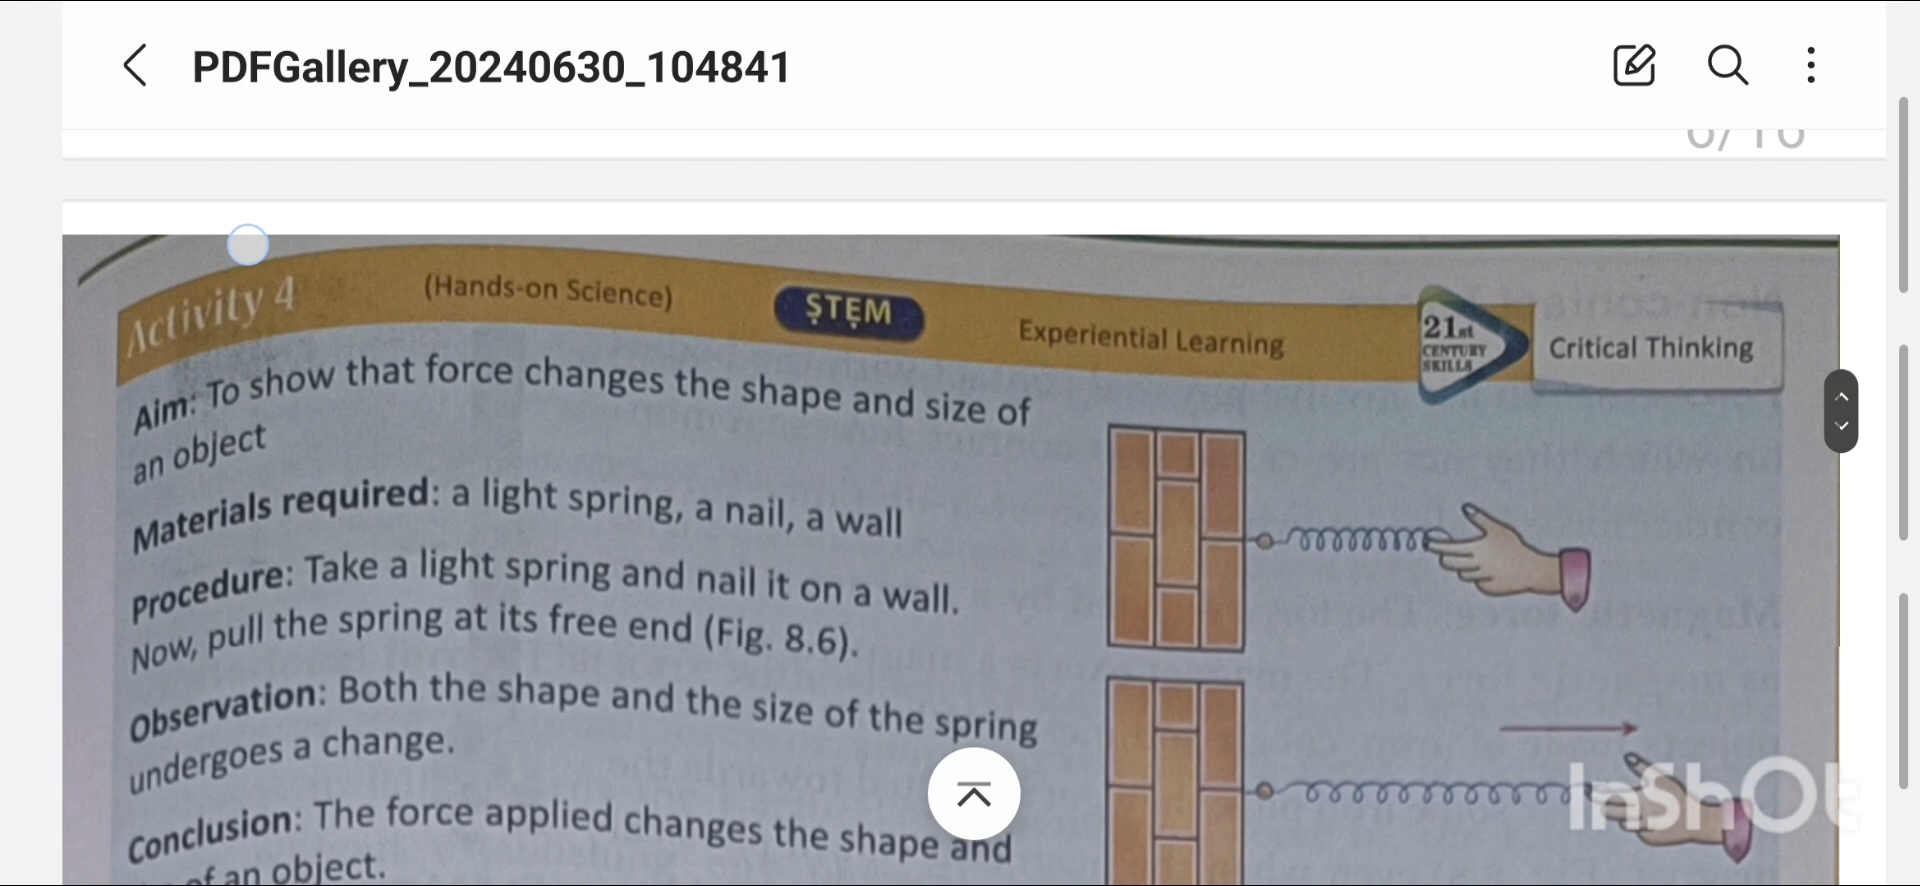 PDFGallery_20240630_104841
Activity 4
(Hands-on Science)
STEM
Experiential Learning
21st
CENTURY
SKILLS
Critical Thinking
Aim: To show that force changes the shape and size of
an object
Materials required: a light spring, a nail, a wall
Procedure: Take a light spring and nail it on a wall.
Now, pull the spring at its free end (Fig. 8.6).
Observation: Both the shape and the size of the spring
undergoes a change.
Conclusion: The force applied changes the shape and
of an object.
InShOt